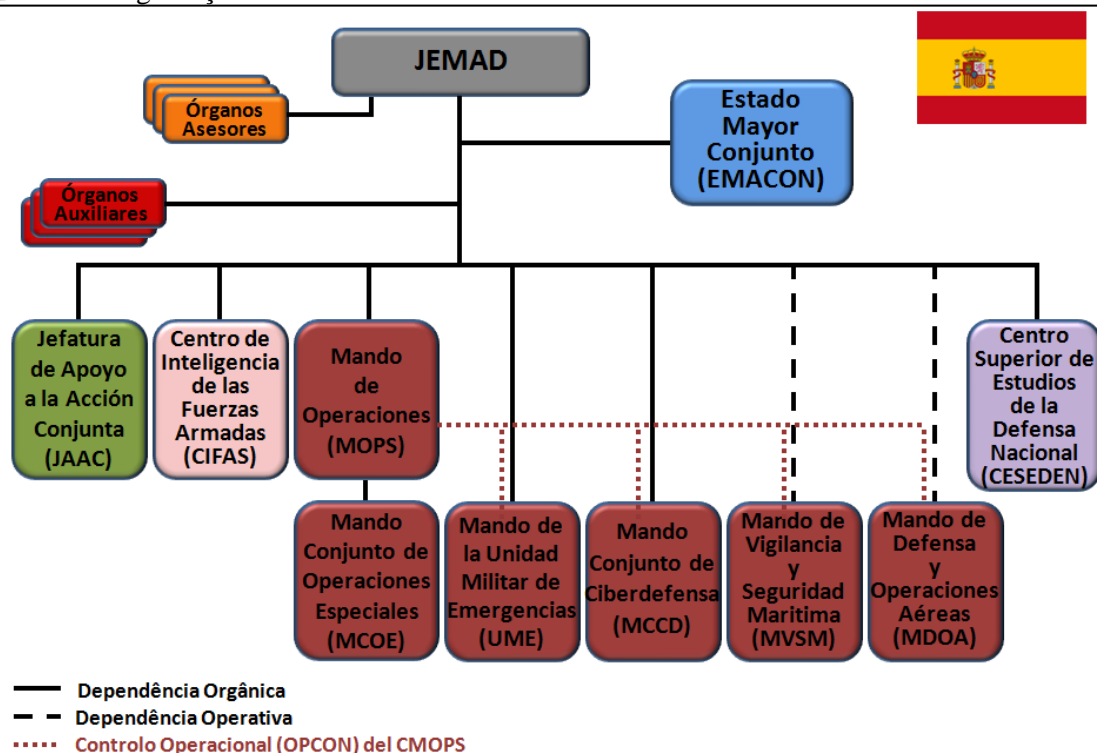 JEMAD
Órganos
Asesores
Estado
Mayor
Conjunto
(EMACON)
Órganos
Auxiliares
Jefatura
de Apoyo
a la Acción
Conjunta
(JAAC)
Centro de
Inteligencia
de las
Fuerzas
Armadas
(CIFAS)
Mando
de
Operaciones
(MOPS)
Centro
Superior de
Estudios
de la
Defensa
Nacional
(CESEDEN)
Mando
Conjunto de
Operaciones
Especiales
(MCOE)
Mando de
la Unidad
Militar de
Emergencias
(UME)
Mando
Conjunto de
Ciberdefensa
(MCCD)
Mando de
Vigilancia
y
Seguridad
Maritima
(MVSM)
Mando de
Defensa
y
Operaciones
Aéreas
(MDOA)
Dependência Orgânica
Dependência Operativa
Controlo Operacional (OPCON) del CMOPS